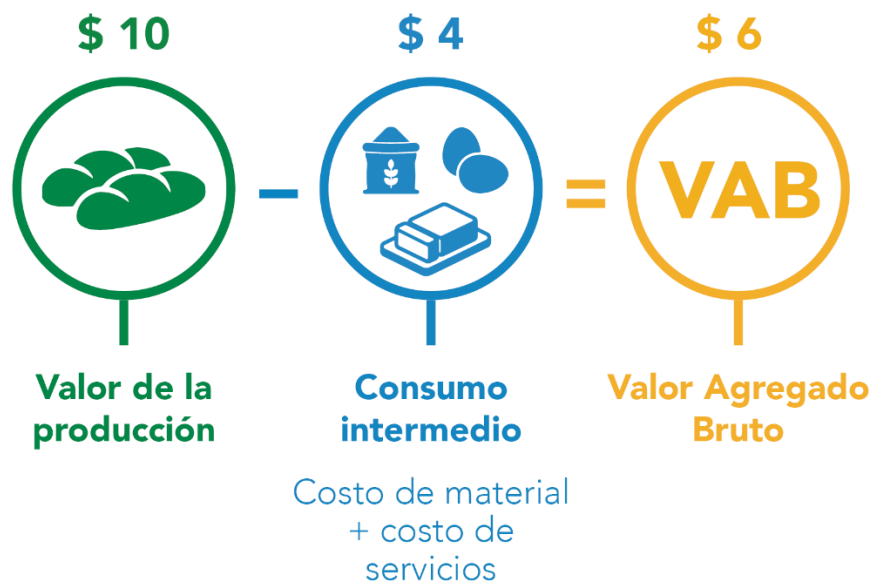 $ 10
$ 4
$ 6
–
=
VAB
Valor de la
producción
Consumo
intermedio
Valor Agregado
Bruto
Costo de material
+ costo de
servicios